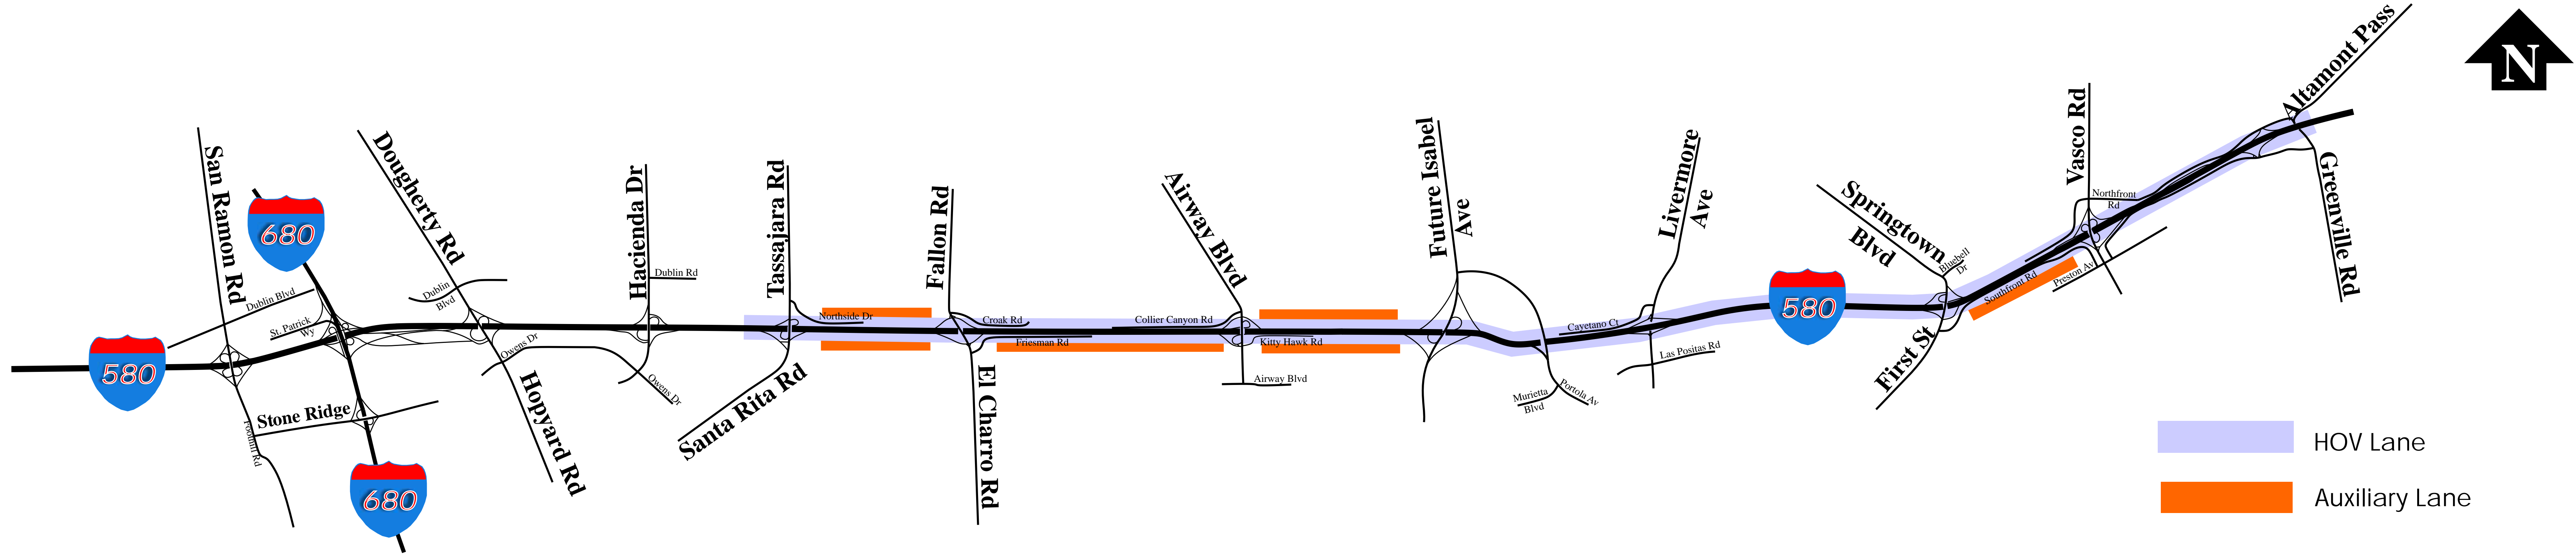 San Ramon Rd
680
Dougherty Rd
Hacienda Dr
Tassajara Rd
Fallon Rd
Airway Blvd
Future Isabel
Ave
Livermore
Ave
Springtown
Blvd
Vasco Rd
Altamont Pass
N
Dublin Blvd
St. Patrick
Wy
Dublin
Blvd
Dublin Rd
Northside Dr
Croak Rd
Collier Canyon Rd
Cayetano Ct
580
Bluebell
Dr
Northfront
Rd
Southfront Rd
Preston Av
Greenville Rd
580
Owens Dr
Owens Dr
Friesman Rd
Kitty Hawk Rd
Las Positas Rd
First St
Airway Blvd
Murietta
Blvd
Portola Av
Stone Ridge
Foothill Rd
Hopyard Rd
Santa Rita Rd
El Charro Rd
680
HOV Lane
Auxiliary Lane